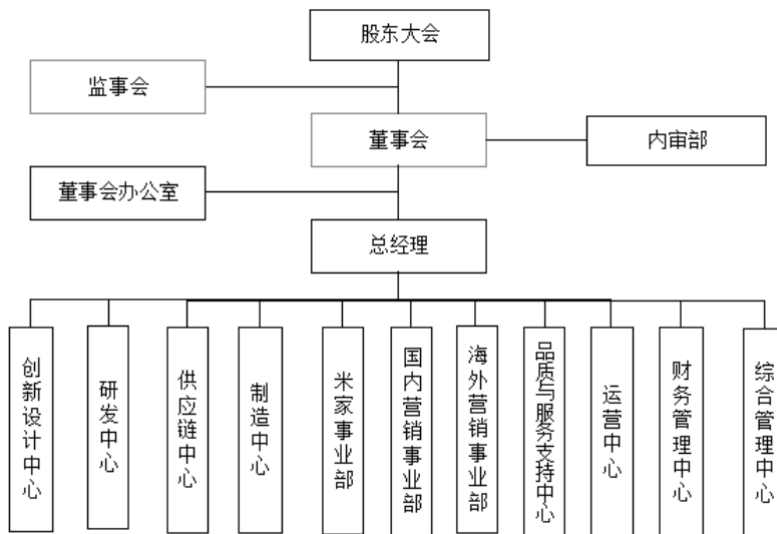 股东大会
监事会
董事会
内审部
董事会办公室
总经理
创新设计中心
研发中心
供应链中心
制造中心
米家事业部
国内营销事业部
海外营销事业部
品质与服务支持中心
运营中心
财务管理中心
综合管理中心